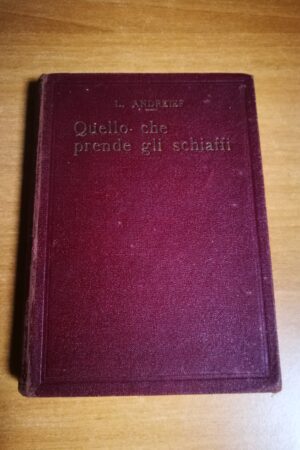 L. ANDREIEF
Quello che
prende gli schiaffi